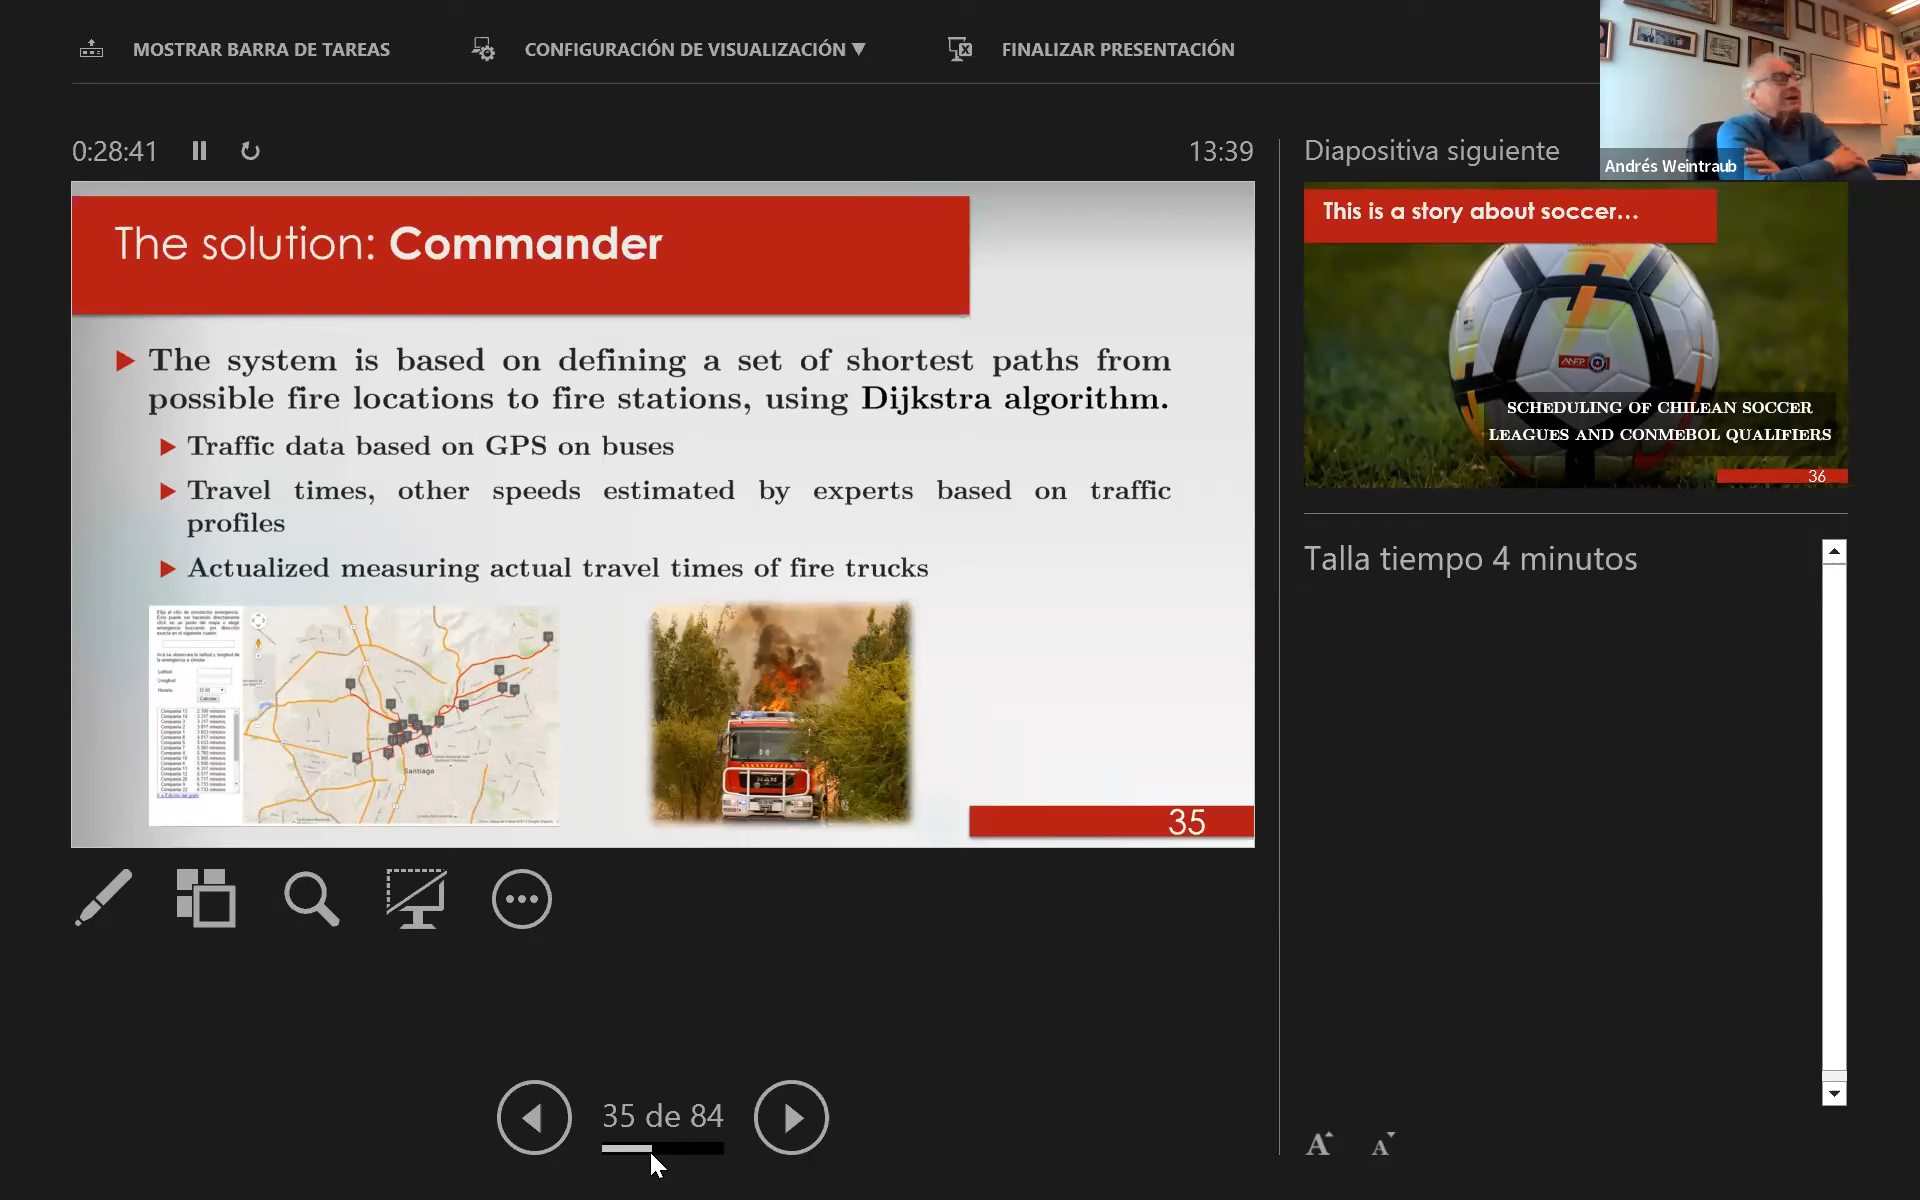 MOSTRAR BARRA DE TAREAS
CONFIGURACIÓN DE VISUALIZACIÓN ▼
FINALIZAR PRESENTACIÓN
Andrés Weintraub
0:28:41
13:39
Diapositiva siguiente
The solution: Commander
The system is based on defining a set of shortest paths from
possible fire locations to fire stations, using Dijkstra algorithm.
Traffic data based on GPS on buses
Travel times, other speeds estimated by experts based on traffic
profiles
Actualized measuring actual travel times of fire trucks
Santiago
35
This is a story about soccer...
ANFP
SCHEDULING OF CHILEAN SOCCER
LEAGUES AND CONMEBOL QUALIFIERS
36
Talla tiempo 4 minutos
35 de 84
A
A